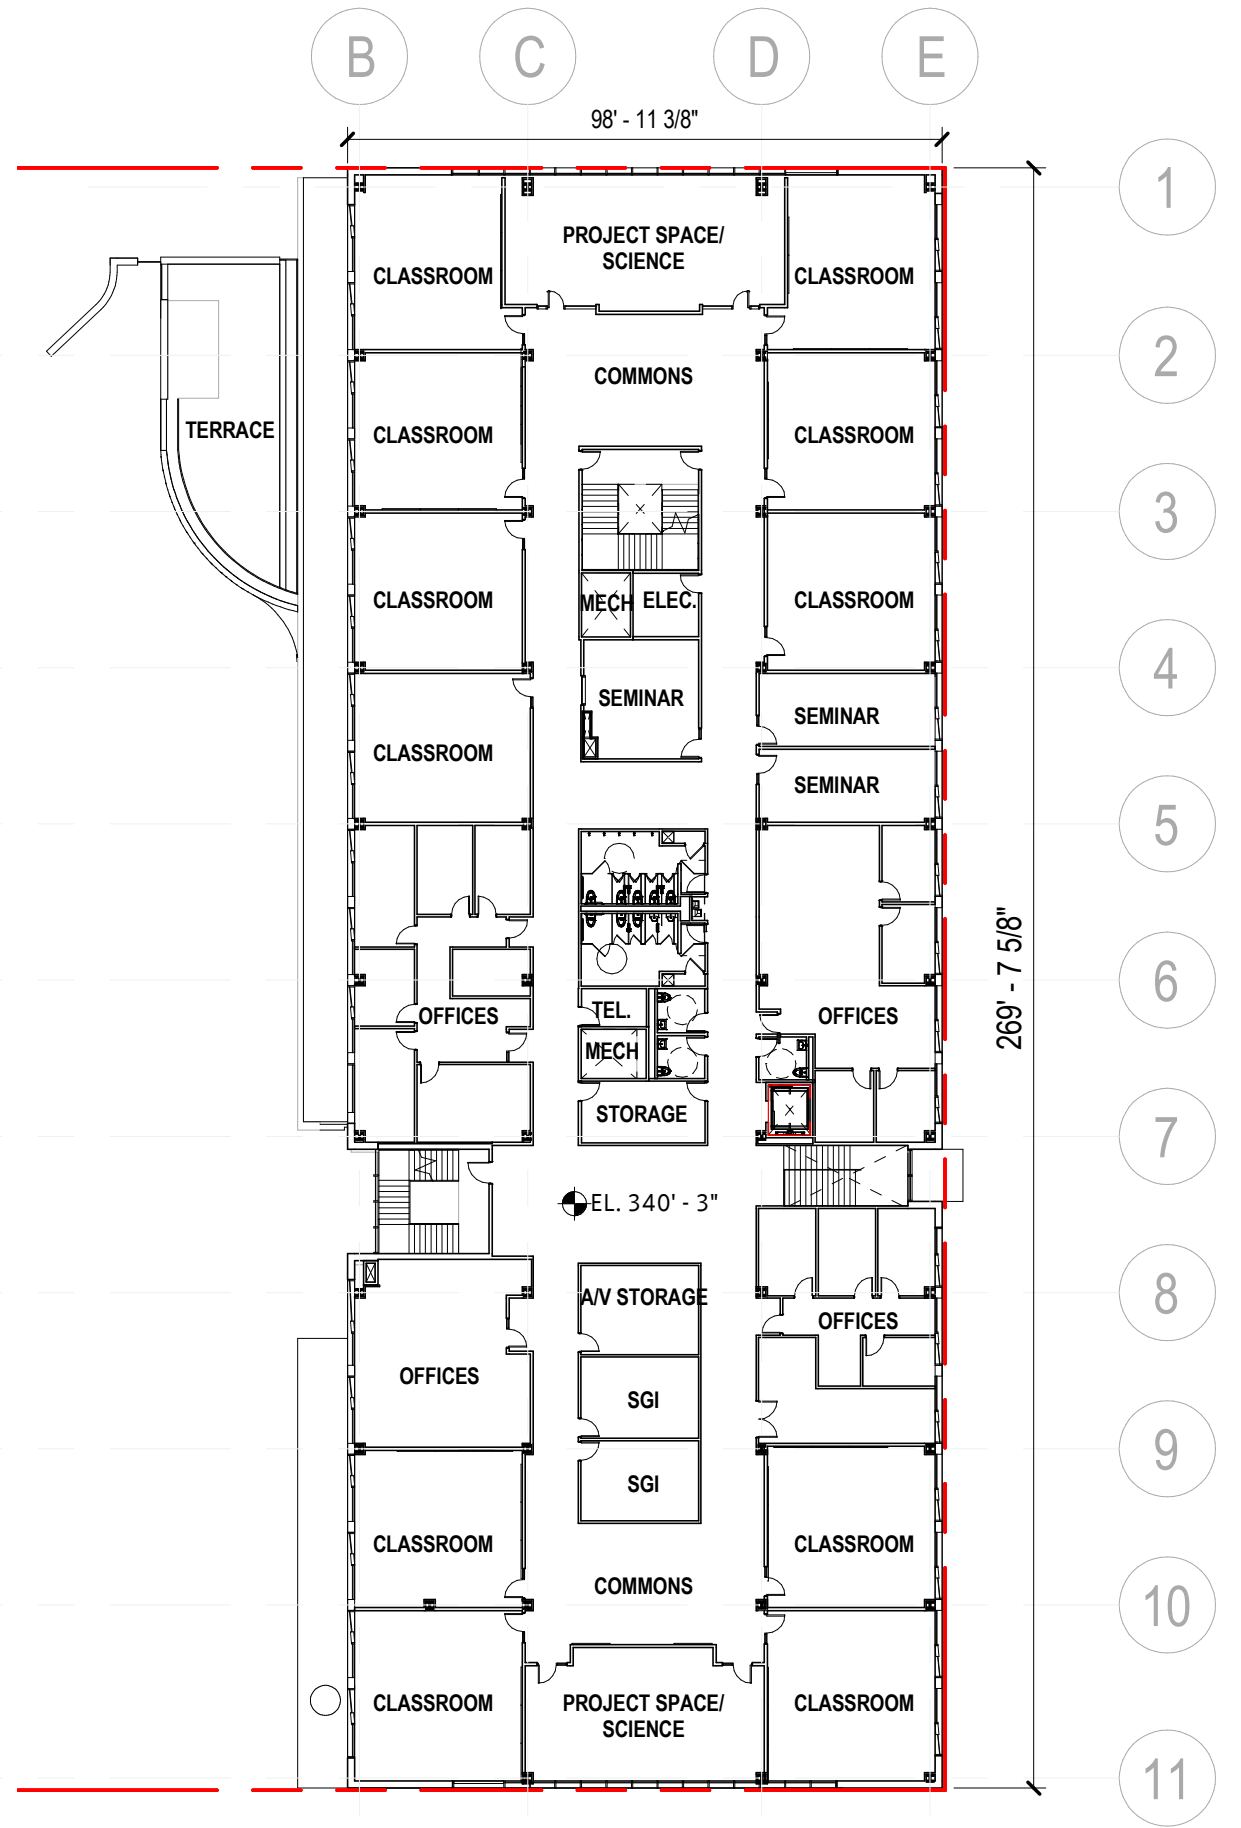 B C D E
98' - 11 3/8"
1
PROJECT SPACE/
SCIENCE
CLASSROOM
CLASSROOM
2
COMMONS
TERRACE
CLASSROOM
CLASSROOM
3
CLASSROOM
MECH
ELEC.
CLASSROOM
4
SEMINAR
SEMINAR
CLASSROOM
SEMINAR
5
269' - 7 5/8"
6
OFFICES
TEL.
OFFICES
MECH
STORAGE
7
EL. 340' - 3"
8
A/V STORAGE
OFFICES
OFFICES
SGI
9
SGI
CLASSROOM
CLASSROOM
COMMONS
10
CLASSROOM
PROJECT SPACE/
SCIENCE
CLASSROOM
11